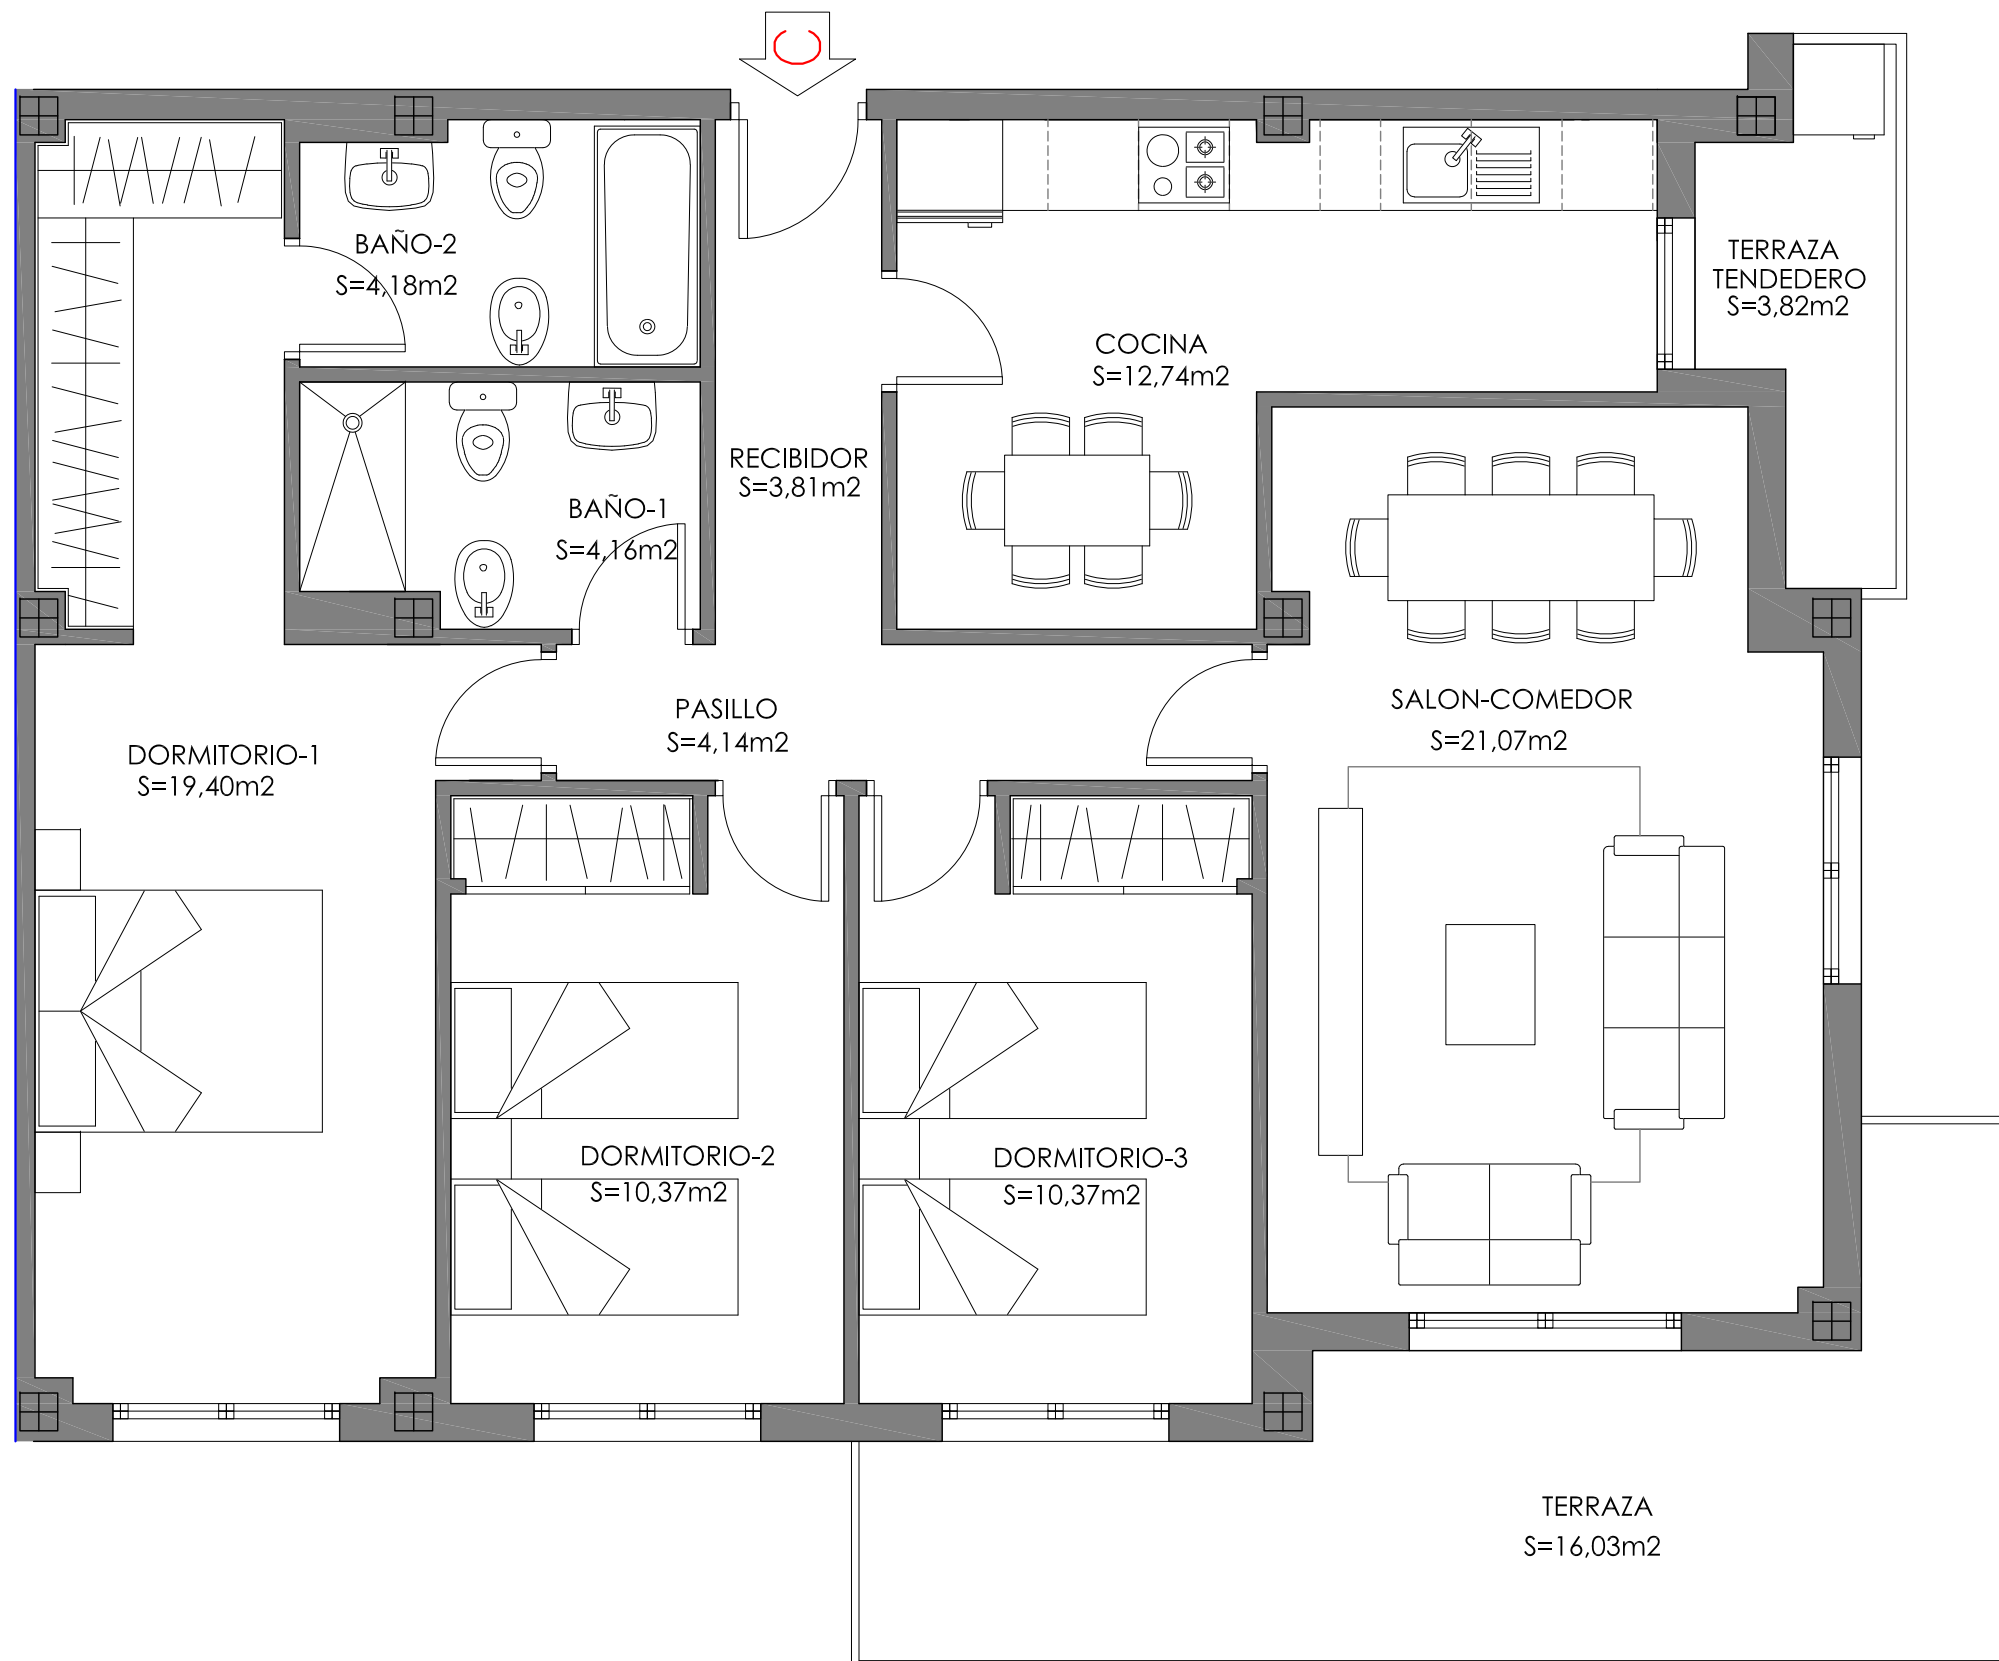 BAÑO-2
S=4,18m2
TERRAZA
TENDEDERO
S=3,82m2
COCINA
S=12,74m2
RECIBIDOR
S=3,81m2
BAÑO-1
S=4,16m2
PASILLO
S=4,14m2
SALON-COMEDOR
S=21,07m2
DORMITORIO-1
S=19,40m2
DORMITORIO-2
S=10,37m2
DORMITORIO-3
S=10,37m2
TERRAZA
S=16,03m2